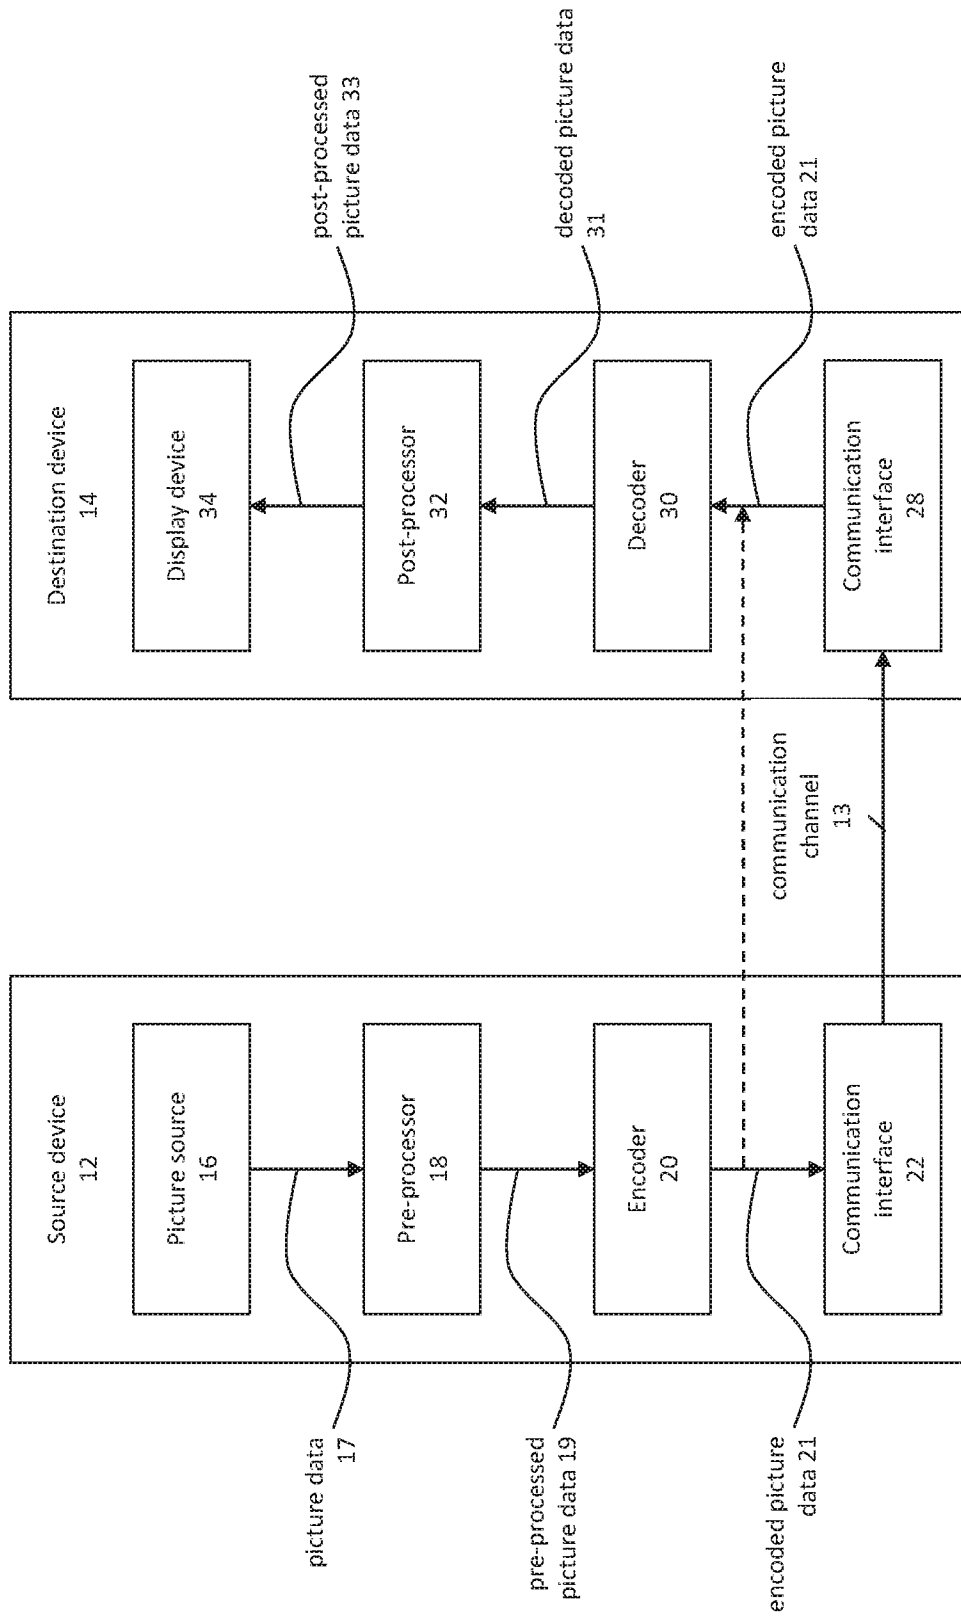 Source device
12
Picture source
16
picture data
17
Pre-processor
18
pre-processed
picture data 19
Encoder
20
encoded picture
data 21
Communication
interface
22
communication
channel
13
Destination device
14
Display device
34
post-processed
picture data 33
Post-processor
32
decoded picture data
31
Decoder
30
encoded picture
data 21
Communication
interface
28